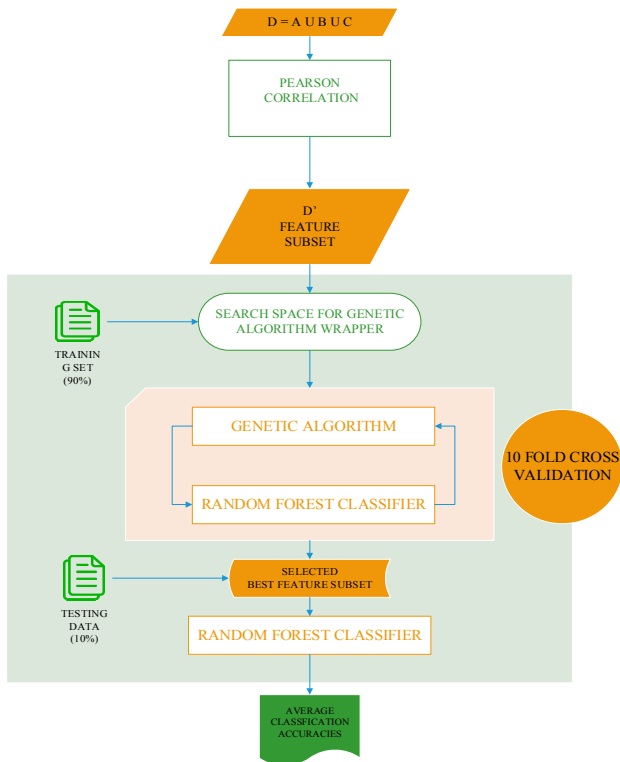 D = A U B U C
PEARSON
CORRELATION
D'
FEATURE
SUBSET
SEARCH SPACE FOR GENETIC
ALGORITHM WRAPPER
TRAININ
G SET
(90%)
GENETIC ALGORITHM
RANDOM FOREST CLASSIFIER
10 FOLD CROSS
VALIDATION
SELECTED
BEST FEATURE SUBSET
TESTING
DATA
(10%)
RANDOM FOREST CLASSIFIER
AVERAGE
CLASSFICATION
ACCURACIES